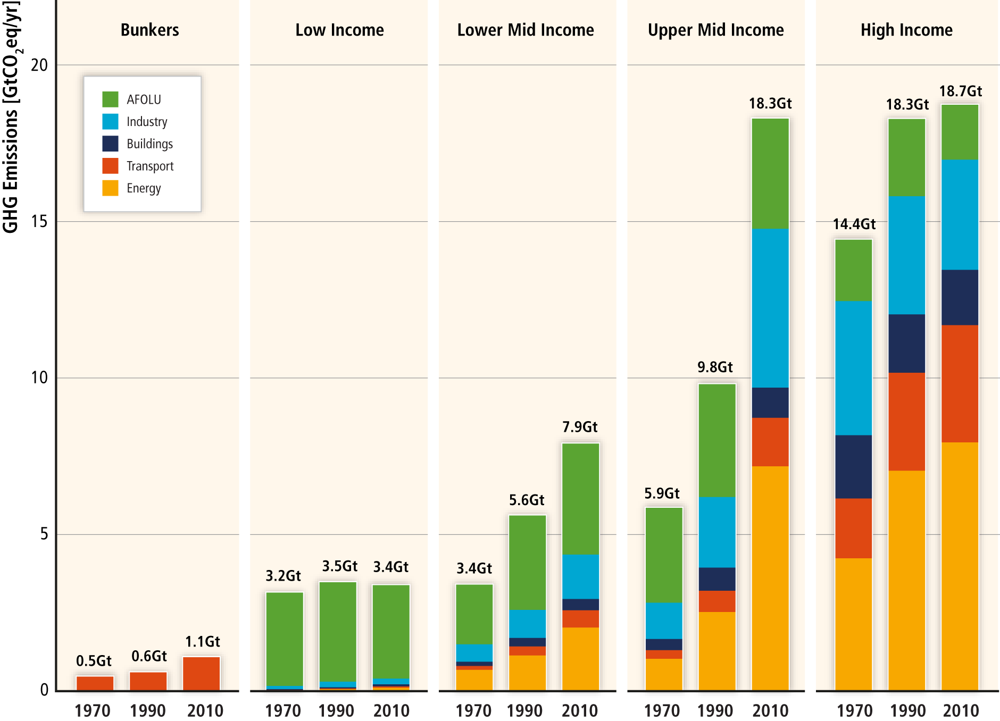 GHG Emissions [GtCO2eq/yr]
Bunkers
Low Income
Lower Mid Income
Upper Mid Income
High Income
20
15
10
5
0
AFOLU
Industry
Buildings
Transport
Energy
0.5Gt
0.6Gt
1.1Gt
3.2Gt
3.5Gt
3.4Gt
3.4Gt
5.6Gt
7.9Gt
5.9Gt
9.8Gt
18.3Gt
14.4Gt
18.3Gt
18.7Gt
1970 1990 2010
1970 1990 2010
1970 1990 2010
1970 1990 2010
1970 1990 2010